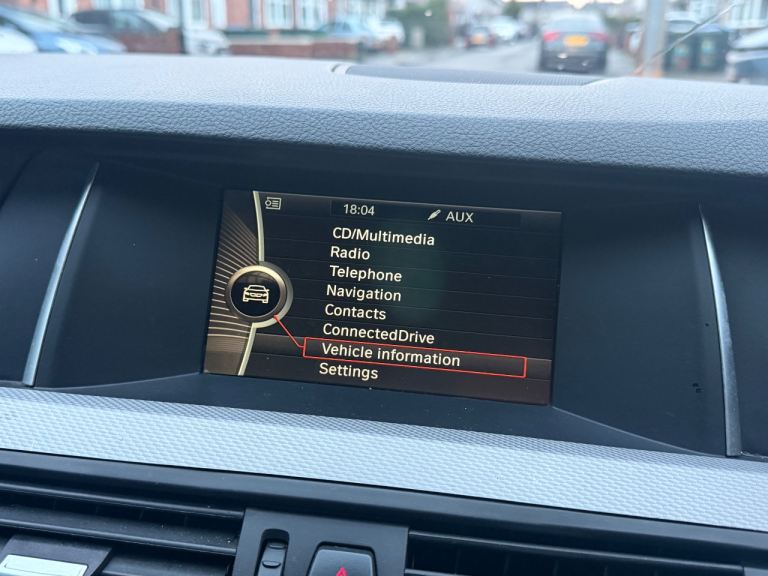 18:04 AUX
CD/Multimedia
Radio
Telephone
Navigation
Contacts
ConnectedDrive
Vehicle information
Settings